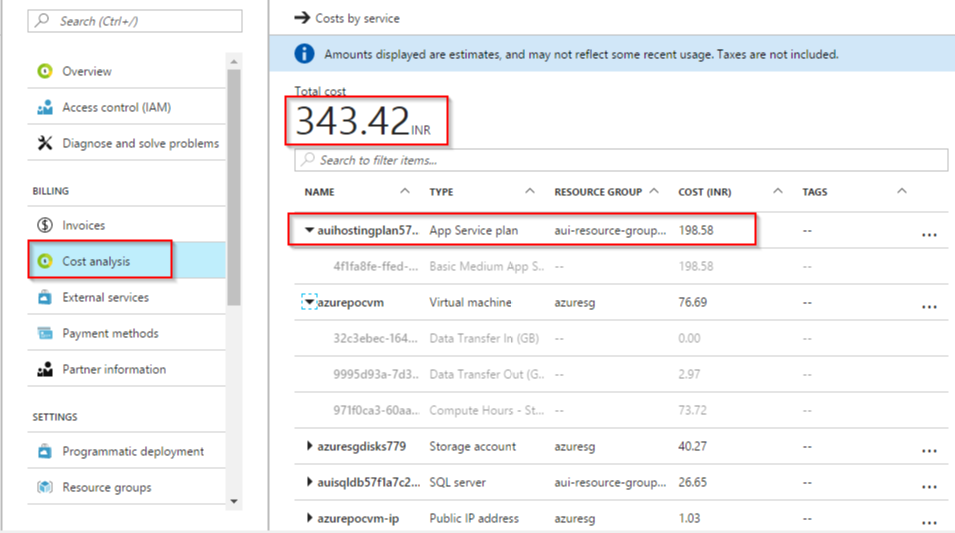 Search (Ctrl+/)
Overview
Access control (IAM)
Diagnose and solve problems
BILLING
Invoices
Cost analysis
External services
Payment methods
Partner information
SETTINGS
Programmatic deployment
Resource groups
Costs by service
Amounts displayed are estimates, and may not reflect some recent usage. Taxes are not included.
Total cost
343.42 INR
Search to filter items...
NAME TYPE RESOURCE GROUP COST (INR) TAGS
auihostingplan57.. App Service plan aui-resource-group... 198.58 -- ...
4f1fa8fe-ffed-... Basic Medium App S.. -- 198.58 --
azurepocvm Virtual machine azuresg 76.69 -- ...
32c3ebec-164... Data Transfer In (GB) -- 0.00 --
9995d93a-7d3.. Data Transfer Out (G.. -- 2.97 --
971f0ca3-60aa... Compute Hours - St... -- 73.72 --
azuresgdisks779 Storage account azuresg 40.27 -- ...
auisqldb57f1a7c2... SQL server aui-resource-group... 26.65 -- ...
azurepocvm-ip Public IP address azuresg 1.03 -- ...